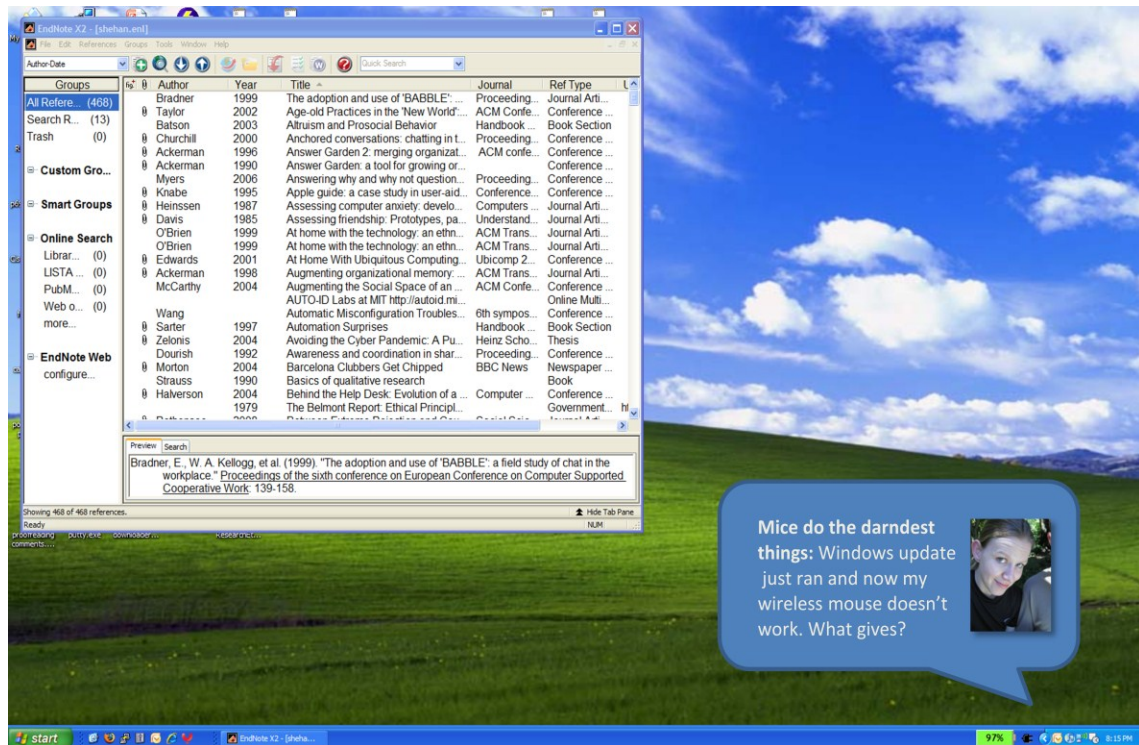 EndNote X2 - [shehan.enl]
File Edit References Groups Tools Window Help
Author-Date
Quick Search
Groups
Author Year Title Journal Ref Type
All Refere... (468)
Search R... (13)
Trash (0)
Custom Gro...
Smart Groups
Online Search
Librar... (0)
LISTA ... (0)
PubM... (0)
Web o... (0)
more...
EndNote Web
configure...
Bradner 1999 The adoption and use of 'BABBLE': ... Proceeding... Journal Arti...
Taylor 2002 Age-old Practices in the 'New World':... ACM Confe... Conference ...
Batson 2003 Altruism and Prosocial Behavior Handbook ... Book Section
Churchill 2000 Anchored conversations: chatting in t... Proceeding... Conference ...
Ackerman 1996 Answer Garden 2: merging organizat... ACM confe... Conference ...
Ackerman 1990 Answer Garden: a tool for growing or... Conference ...
Myers 2006 Answering why and why not question... Proceeding... Conference ...
Knabe 1995 Apple guide: a case study in user-aid... Conference... Conference ...
Heinssen 1987 Assessing computer anxiety: develo... Computers ... Journal Arti...
Davis 1985 Assessing friendship: Prototypes, pa... Understand... Journal Arti...
O'Brien 1999 At home with the technology: an ethn... ACM Trans... Journal Arti...
O'Brien 1999 At home with the technology: an ethn... ACM Trans... Journal Arti...
Edwards 2001 At Home With Ubiquitous Computing... Ubicomp 2... Conference ...
Ackerman 1998 Augmenting organizational memory: ... ACM Trans... Journal Arti...
McCarthy 2004 Augmenting the Social Space of an ... ACM Confe... Conference ...
AUTO-ID Labs at MIT http://autoid.mi... Online Multi...
Wang Automatic Misconfiguration Troubles... 6th sympos... Conference ...
Sarter 1997 Automation Surprises Handbook ... Book Section
Zelonis 2004 Avoiding the Cyber Pandemic: A Pu... Heinz Scho... Thesis
Dourish 1992 Awareness and coordination in shar... Proceeding... Conference ...
Morton 2004 Barcelona Clubbers Get Chipped BBC News Newspaper ...
Strauss 1990 Basics of qualitative research Book
Halverson 2004 Behind the Help Desk: Evolution of a ... Computer ... Conference ...
1979 The Belmont Report: Ethical Principl... Government...
Preview Search
Bradner, E., W. A. Kellogg, et al. (1999). "The adoption and use of 'BABBLE': a field study of chat in the
workplace." Proceedings of the sixth conference on European Conference on Computer Supported
Cooperative Work: 139-158.
Showing 468 of 468 references. Hide Tab Pane
Ready NUM
proofreading putty.exe downloader...
comments....
Mice do the darndest
things: Windows update
just ran and now my
wireless mouse doesn't
work. What gives?
start EndNote X2 - [sheha... 97% 8:15 PM